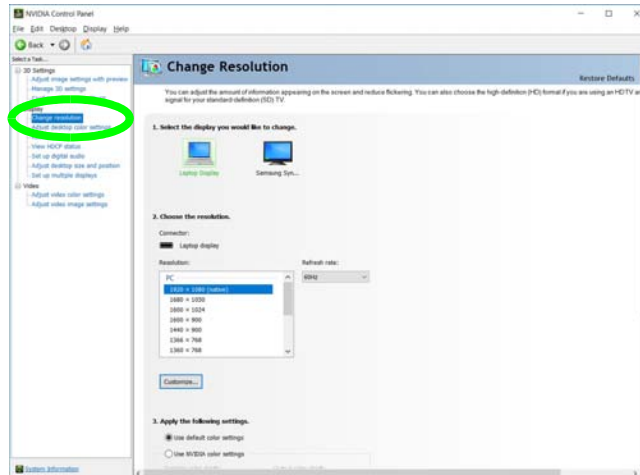 NVIDIA Control Panel
File Edit Desktop Display Help
Back
Select a Task...
3D Settings
Adjust image settings with preview
Manage 3D settings
Change resolution
Adjust desktop color settings
View HDCP status
Set up digital audio
Adjust desktop size and position
Set up multiple displays
Video
Adjust video color settings
Adjust video image settings
System Information
Change Resolution
Restore Defaults
You can adjust the amount of information appearing on the screen and reduce flickering. You can also choose the high-definition (HD) format if you are using an HDTV a
signal for your standard definition (SD) TV.
1. Select the display you would like to change.
Laptop Display
Samsung Syn...
2. Choose the resolution.
Connector:
Laptop display
Resolution:
Refresh rate:
PC
60Hz
1920 × 1080 (native)
1680 × 1050
1600 × 1024
1600 × 900
1440 × 900
1366 × 768
1360 × 768
Customize...
3. Apply the following settings.
Use default color settings
Use NVIDIA color settings